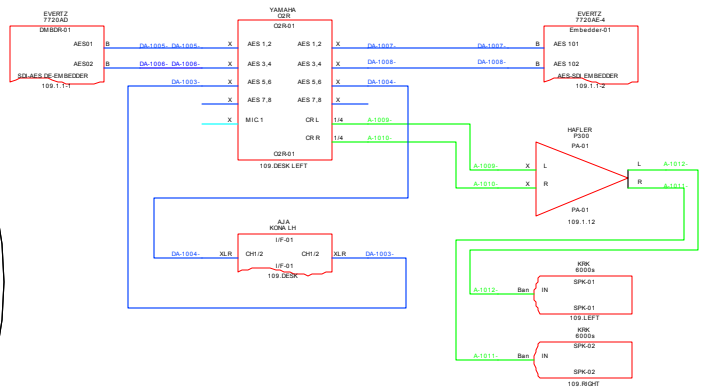 EVERTZ
7720AD
DMBDR-01
AES01 B
AES02 B
SDI-AES DE-EMBEDDER
109.1.1-1
DA-1005- DA-1005-
DA-1006- DA-1006-
DA-1003-
YAMAHA
O2R
O2R-01
X AES 1,2 AES 1,2 X
X AES 3,4 AES 3,4 X
X AES 5,6 AES 5,6 X
X AES 7,8 AES 7,8 X
X MIC 1 CR L 1/4
CR R 1/4
O2R-01
109.DESK LEFT
DA-1007- DA-1007-
DA-1008- DA-1008-
DA-1004-
A-1009-
A-1010-
EVERTZ
7720AE-4
Embedder-01
B AES 101
B AES 102
AES-SDI EMBEDDER
109.1.1-2
HAFLER
P300
PA-01
A-1009- X L
A-1010- X R
PA-01
109.1.12
L A-1012-
R A-1011-
AJA
KONA LH
I/F-01
DA-1004- XLR CH1/2 CH1/2 XLR DA-1003-
I/F-01
109.DESK
KRK
6000s
SPK-01
A-1012- Ban IN
SPK-01
109.LEFT
KRK
6000s
SPK-02
A-1011- Ban IN
SPK-02
109.RIGHT